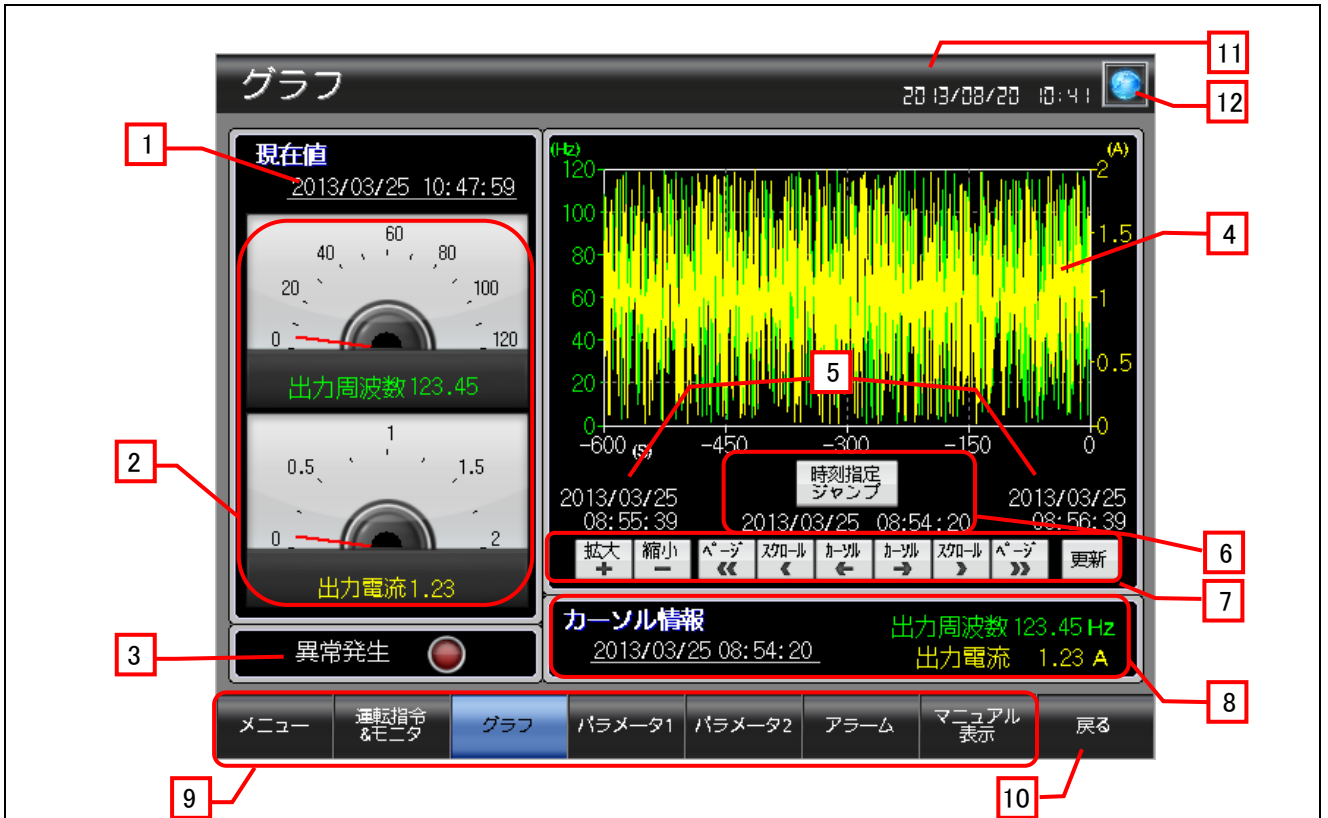 グラフ
2013/08/20 10:41
11
12
1
現在値
2013/03/25 10:47:59
0
20
40
60
80
100
120
出力周波数123.45
2
0
0.5
1
1.5
2
出力電流1.23
3
異常発生
(Hz)
(A)
120
100
80
60
40
20
0
2
1.5
1
0.5
0
4
5
-600
(S)
-450
-300
-150
0
時刻指定
ジャンプ
2013/03/25
08:55:39
2013/03/25 08:54:20
2013/03/25
08:56:39
6
拡大
+
縮小
-
ページ
≪
スクロール
<
カーソル
←
カーソル
→
スクロール
>
ページ
≫
更新
7
カーソル情報
2013/03/25 08:54:20
出力周波数 123.45 Hz
出力電流 1.23 A
8
メニュー
運転指令
&モニタ
グラフ
パラメータ1
パラメータ2
アラーム
マニュアル
表示
戻る
9
10